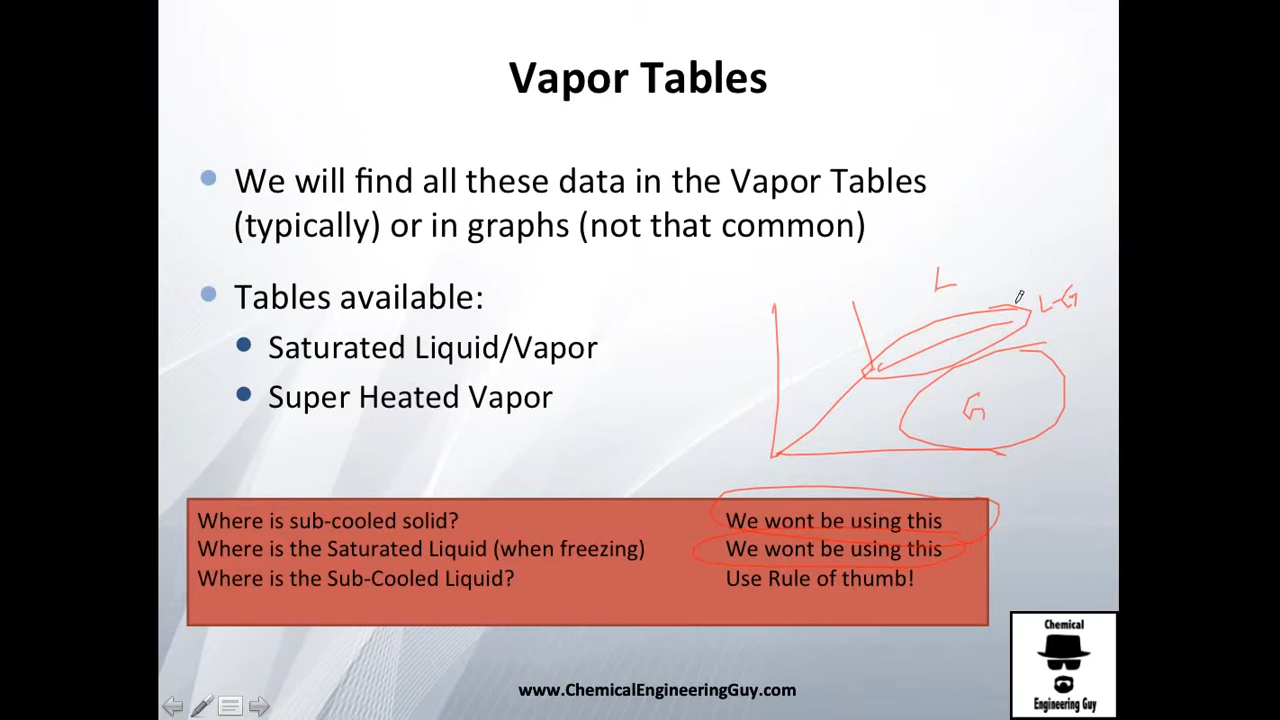 Vapor Tables
We will find all these data in the Vapor Tables
(typically) or in graphs (not that common)
Tables available:
Saturated Liquid/Vapor
Super Heated Vapor
L
L-G
G
Where is sub-cooled solid? We wont be using this
Where is the Saturated Liquid (when freezing) We wont be using this
Where is the Sub-Cooled Liquid? Use Rule of thumb!
www.ChemicalEngineeringGuy.com
Chemical
Engineering Guy